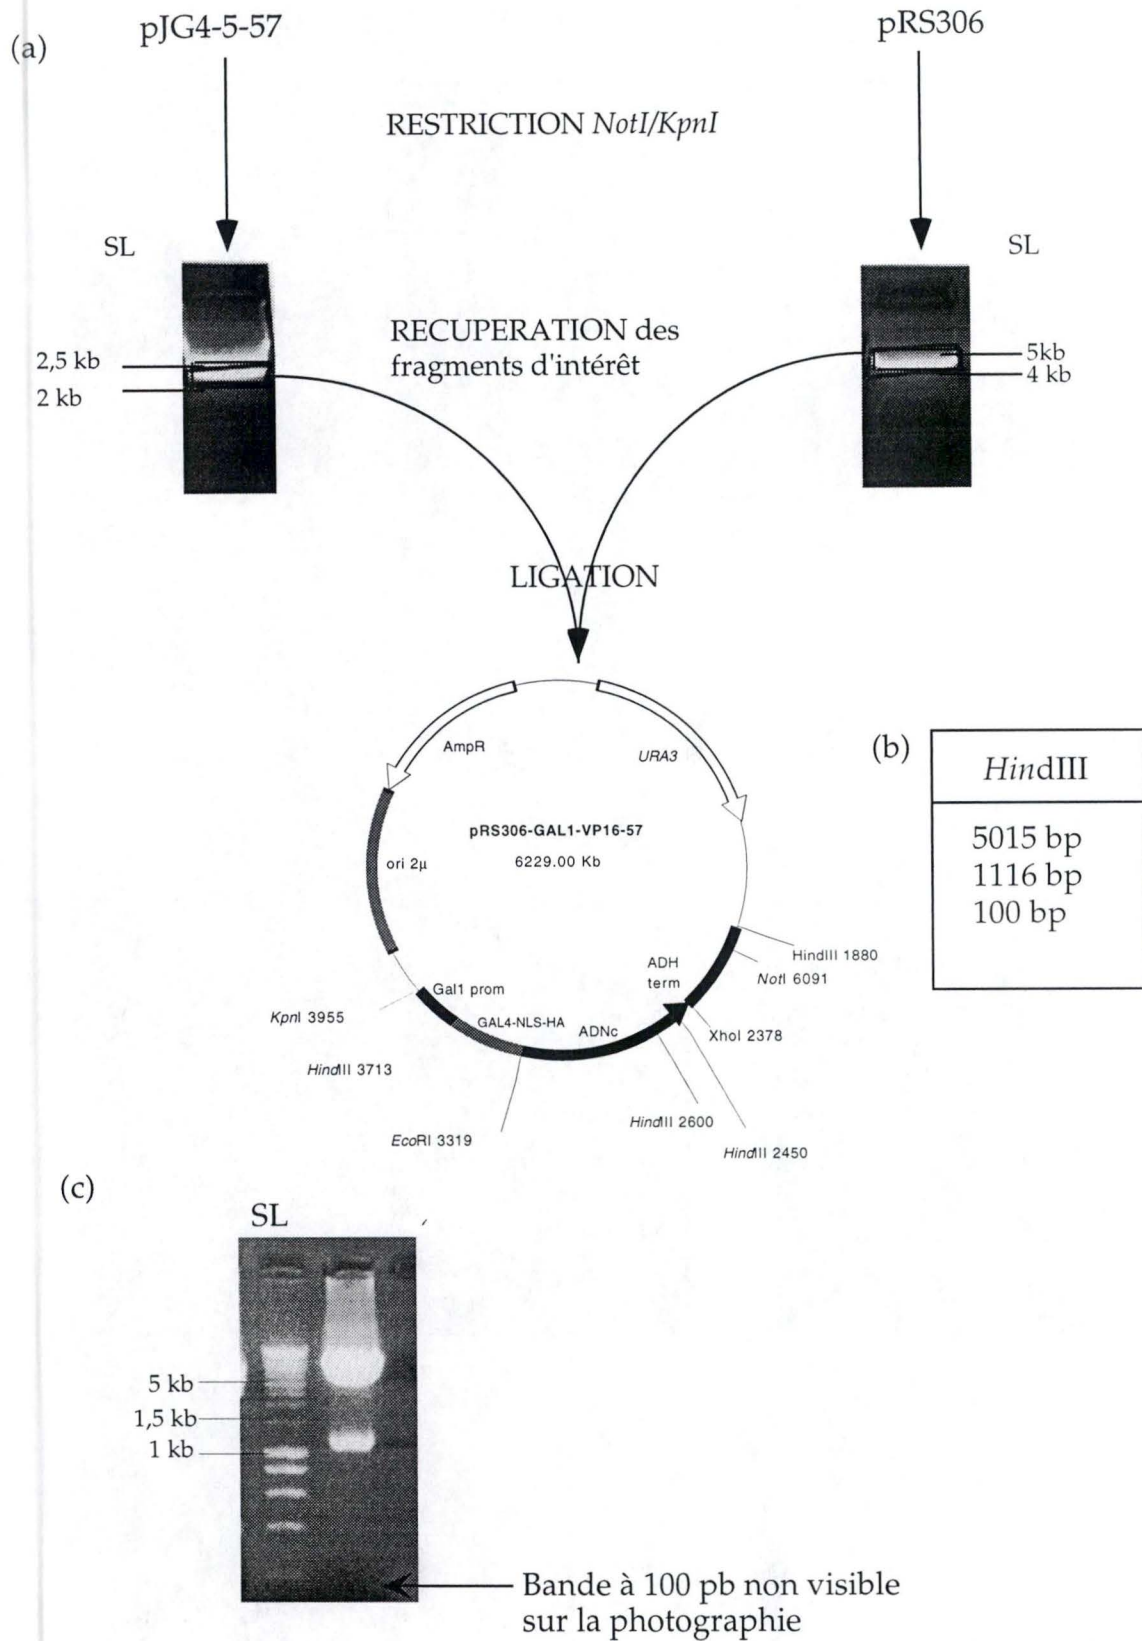 (a)
pJG4-5-57
pRS306
RESTRICTION NotI/KpnI
SL
SL
RECUPERATION des
fragments d'intérêt
2,5 kb
2 kb
5kb
4 kb
LIGATION
AmpR
URA3
pRS306-GAL1-VP16-57
6229.00 Kb
ori 2µ
ADH
term
HindIII 1880
NotI 6091
Gal1 prom
GAL4-NLS-HA
ADNc
XhoI 2378
KpnI 3955
HindIII 3713
HindIII 2600
EcoRI 3319
HindIII 2450
(b)
HindIII
5015 bp
1116 bp
100 bp
(c)
SL
5 kb
1,5 kb
1 kb
Bande à 100 pb non visible
sur la photographie